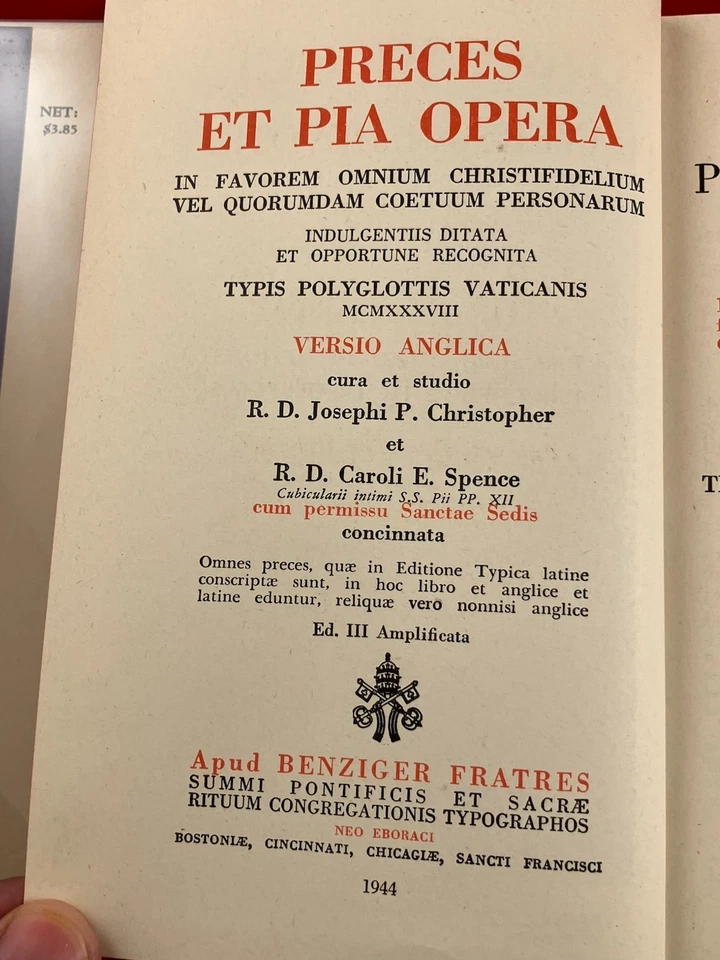 NET:
$3.85
PRECES
ET PIA OPERA
IN FAVOREM OMNIUM CHRISTIFIDELIUM
VEL QUORUMDAM COETUUM PERSONARUM
INDULGENTIIS DITATA
ET OPPORTUNE RECOGNITA
TYPIS POLYGLOTTIS VATICANIS
MCMXXXVIII
VERSIO ANGLICA
cura et studio
R. D. Josephi P. Christopher
et
R. D. Caroli E. Spence
Cubicularii intimi S.S. Pii PP. XII
cum permissu Sanctae Sedis
concinnata
Omnes preces, quæ in Editione Typica latine
conscriptæ sunt, in hoc libro et anglice et
latine eduntur, reliquæ vero nonnisi anglice
Ed. III Amplificata
Apud BENZIGER FRATRES
SUMMI PONTIFICIS ET SACRÆ
RITUUM CONGREGATIONIS TYPOGRAPHOS
NEO EBORACI
BOSTONIÆ, CINCINNATI, CHICAGIÆ, SANCTI FRANCISCI
1944